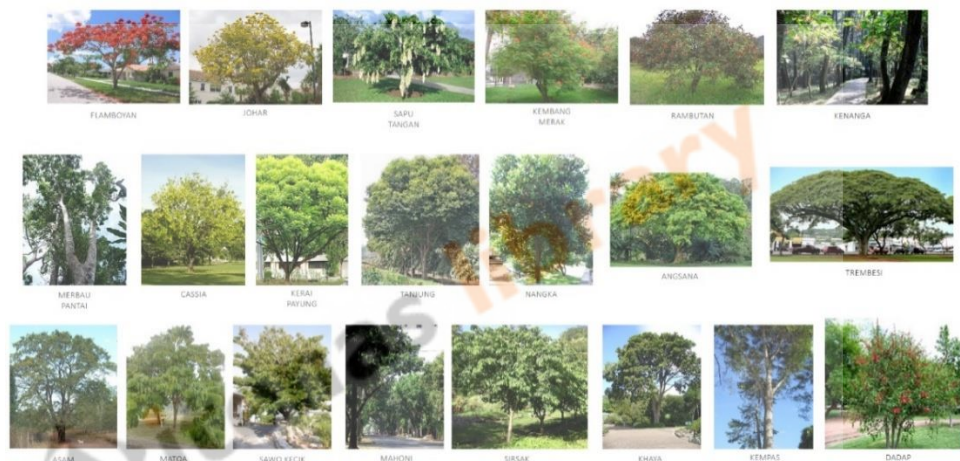 FLAMBOYAN
JOHAR
SAPU
TANGAN
KEMBANG
MERAK
RAMBUTAN
KENANGA
MERBAU
PANTAI
CASSIA
KERAI
PAYUNG
TANJUNG
NANGKA
ANGSANA
TREMBESI
ASAM
MATOA
SAWO KECIK
MAHONI
SIRSAK
KHAYA
KEMPAS
DADAP
library